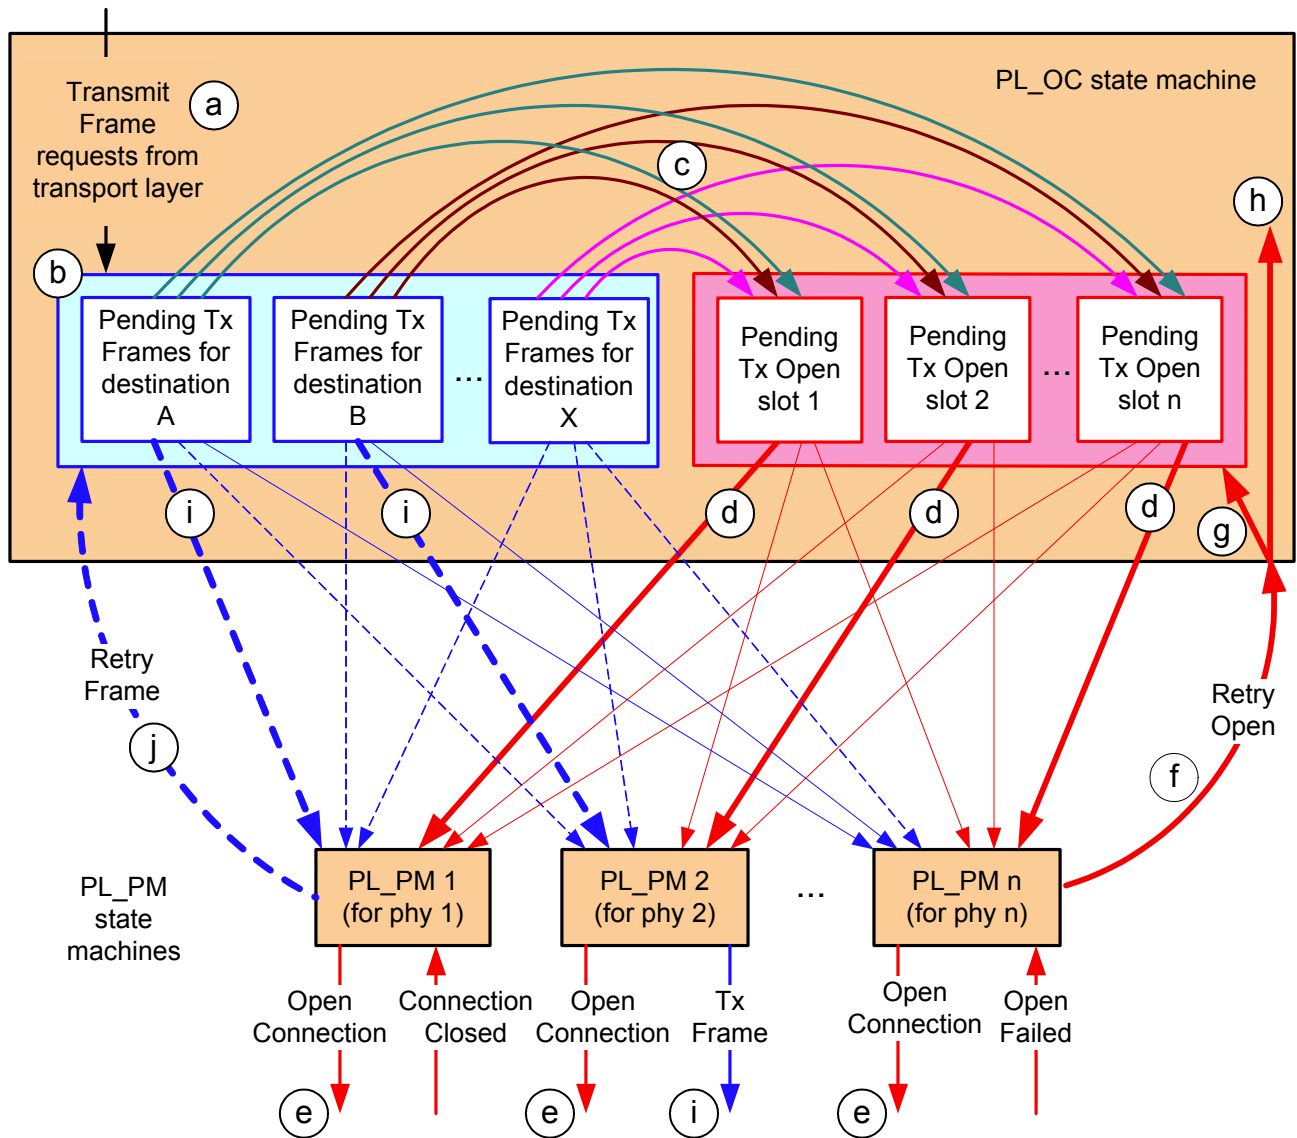 Transmit
Frame
requests from
transport layer
a
PL_OC state machine
c
h
b
Pending Tx
Frames for
destination
A
Pending Tx
Frames for
destination
B
...
Pending Tx
Frames for
destination
X
Pending
Tx Open
slot 1
Pending
Tx Open
slot 2
...
Pending
Tx Open
slot n
i
i
d
d
d
g
Retry
Frame
j
Retry
Open
f
PL_PM
state
machines
PL_PM 1
(for phy 1)
PL_PM 2
(for phy 2)
...
PL_PM n
(for phy n)
Open
Connection
Connection
Closed
Open
Connection
Tx
Frame
Open
Connection
Open
Failed
e
e
i
e